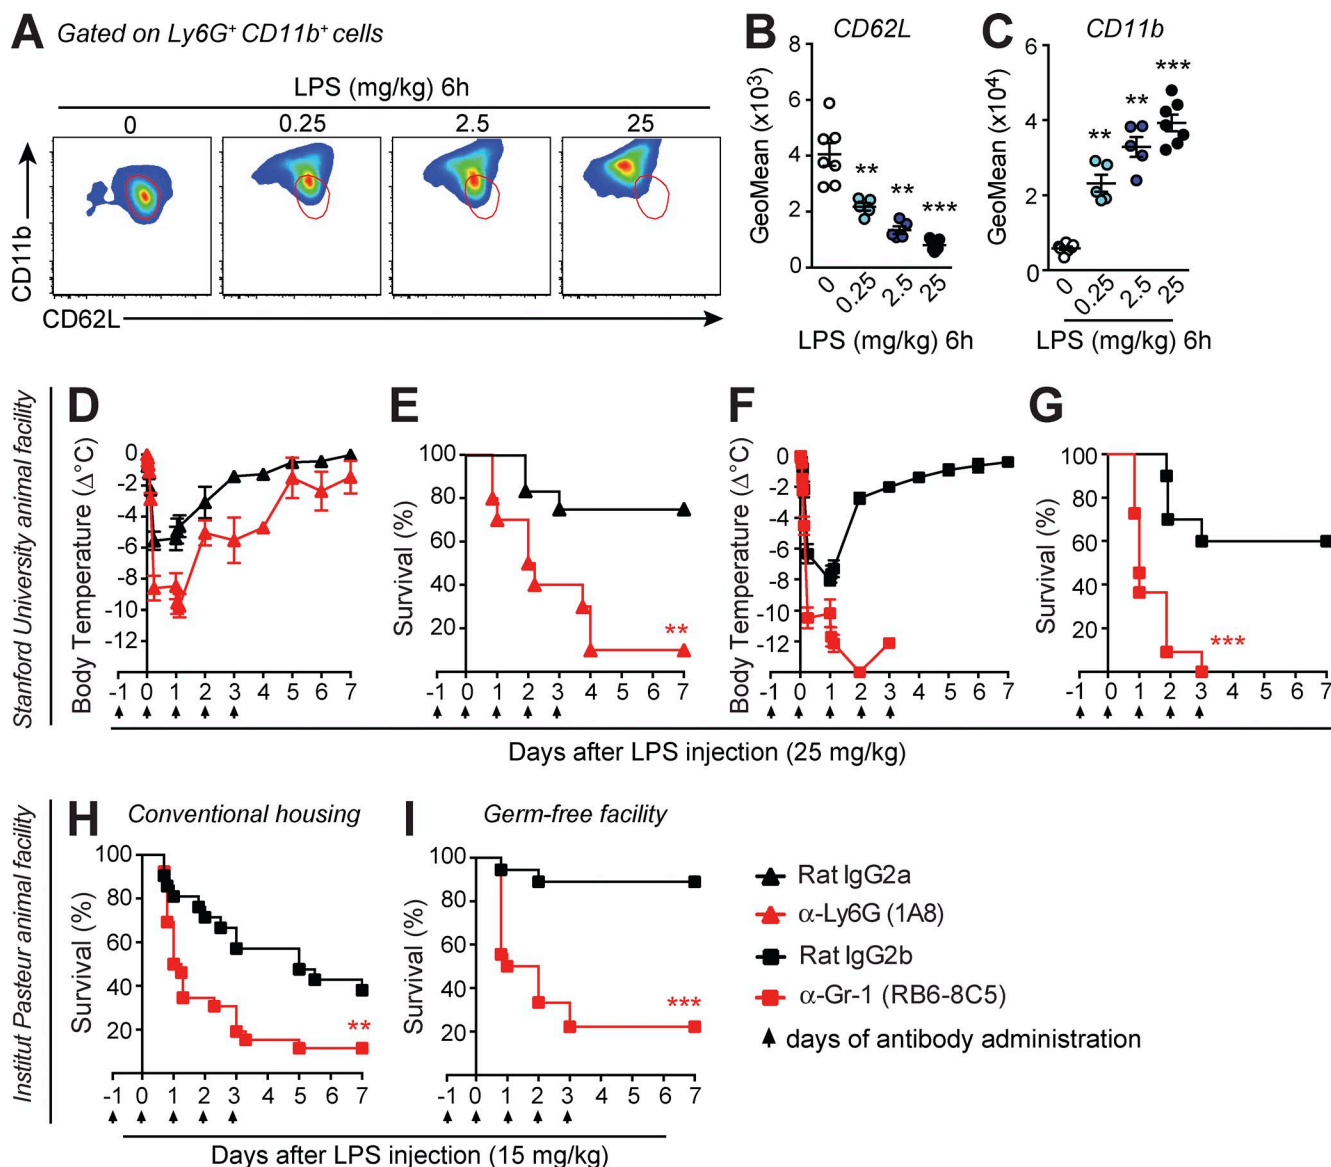 A Gated on Ly6G⁺ CD11b⁺ cells
LPS (mg/kg) 6h
0 0.25 2.5 25
CD11b
CD62L
B CD62L
GeoMean (x10³)
8
6
4
2
0
** ** ***
0 0.25 2.5 25
LPS (mg/kg) 6h
C CD11b
GeoMean (x10⁴)
6
4
2
0
** ** ***
0 0.25 2.5 25
LPS (mg/kg) 6h
Stanford University animal facility
D
Body Temperature (Δ°C)
0
-2
-4
-6
-8
-10
-12
-1 0 1 2 3 4 5 6 7
E
Survival (%)
100
80
60
40
20
**
-1 0 1 2 3 4 5 6 7
F
Body Temperature (Δ°C)
0
-2
-4
-6
-8
-10
-12
-1 0 1 2 3 4 5 6 7
G
Survival (%)
100
80
60
40
20
***
-1 0 1 2 3 4 5 6 7
Days after LPS injection (25 mg/kg)
Institut Pasteur animal facility
H Conventional housing
Survival (%)
100
80
60
40
20
**
-1 0 1 2 3 4 5 6 7
I Germ-free facility
Survival (%)
100
80
60
40
20
***
-1 0 1 2 3 4 5 6 7
Days after LPS injection (15 mg/kg)
Rat IgG2a
α-Ly6G (1A8)
Rat IgG2b
α-Gr-1 (RB6-8C5)
days of antibody administration